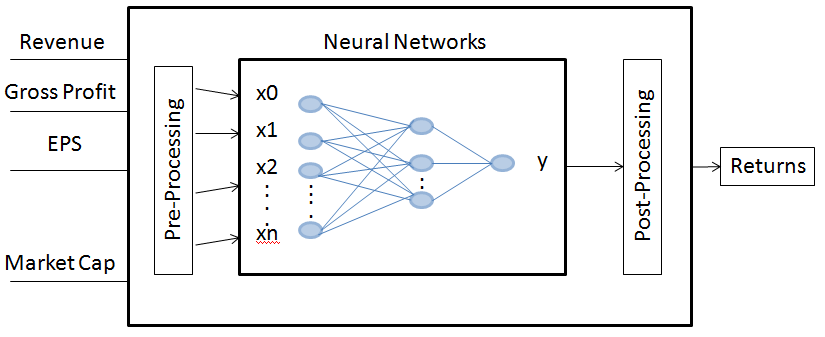 Revenue
Gross Profit
EPS
Market Cap
Pre-Processing
Neural Networks
x0
x1
x2
xn
y
Post-Processing
Returns